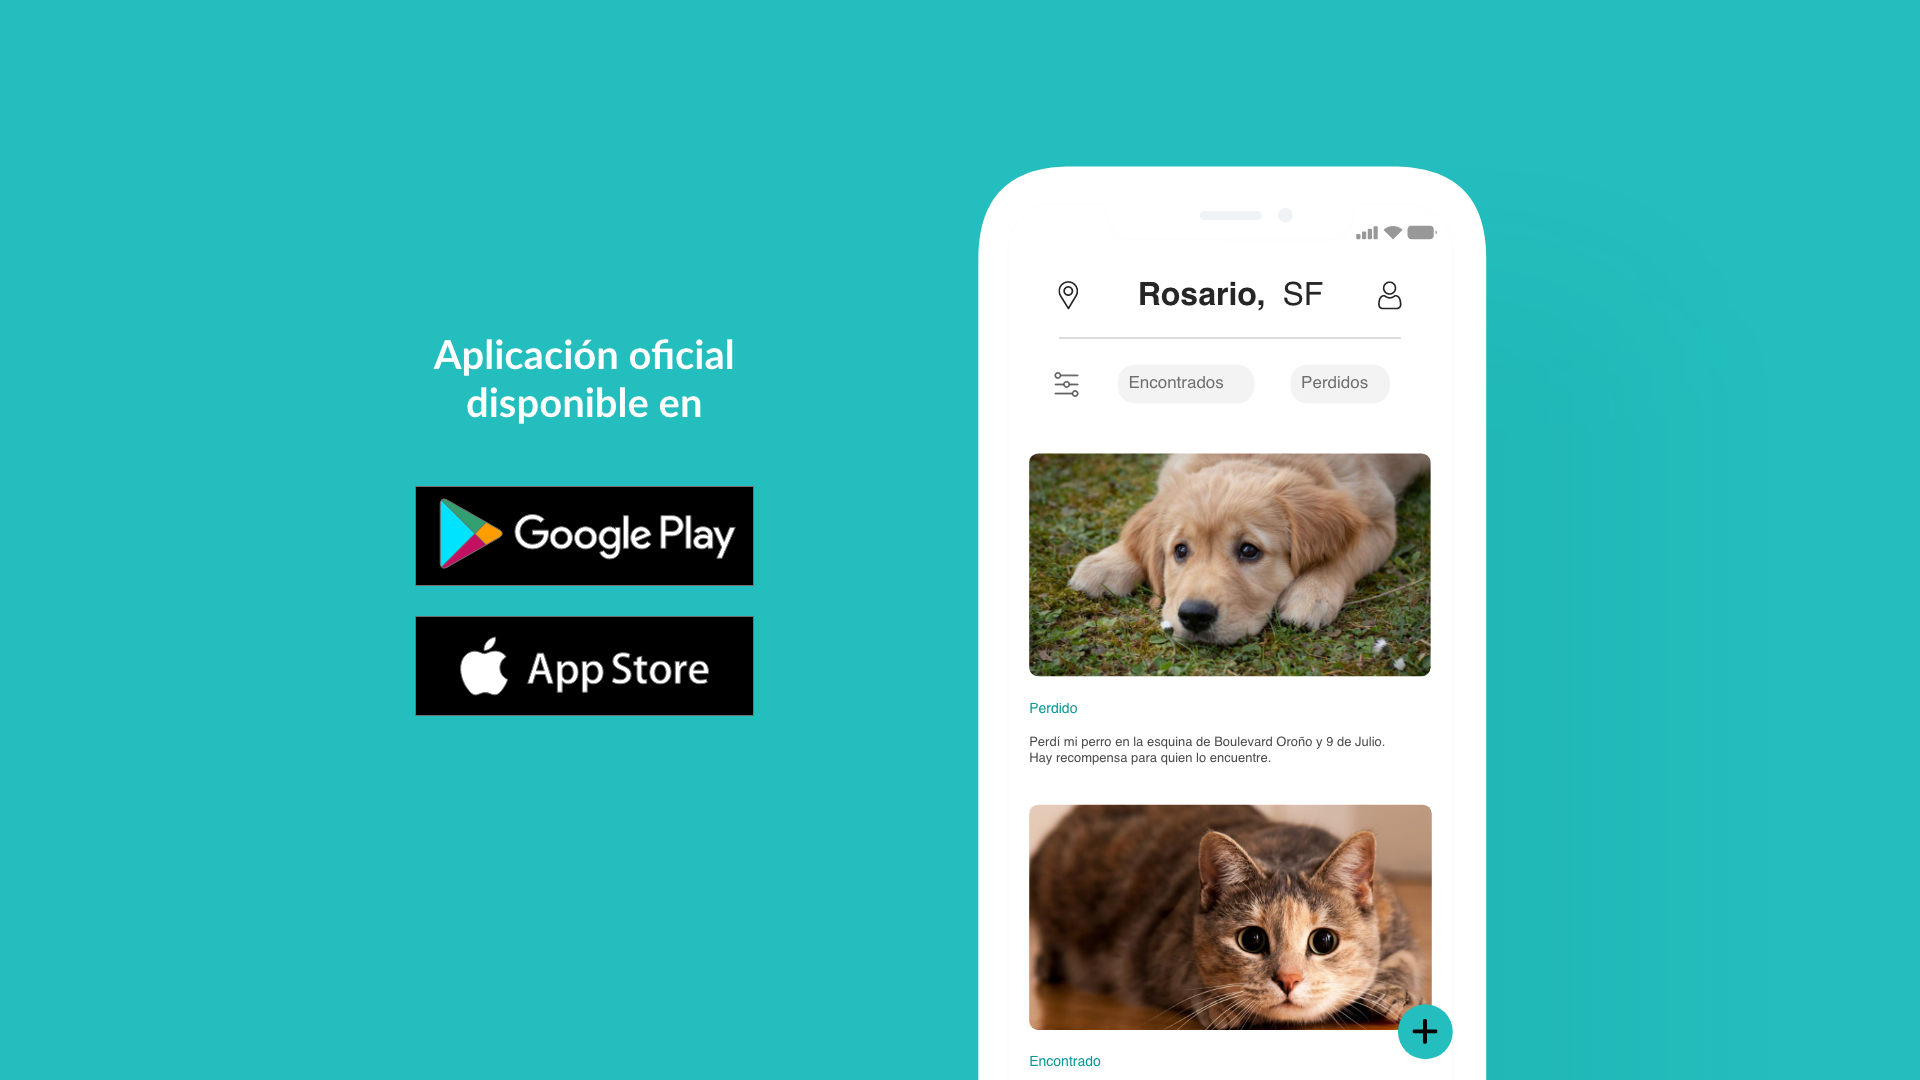 Aplicación oficial
disponible en
Google Play
App Store
Rosario, SF
Encontrados
Perdidos
Perdido
Perdí mi perro en la esquina de Boulevard Oroño y 9 de Julio.
Hay recompensa para quien lo encuentre.
Encontrado